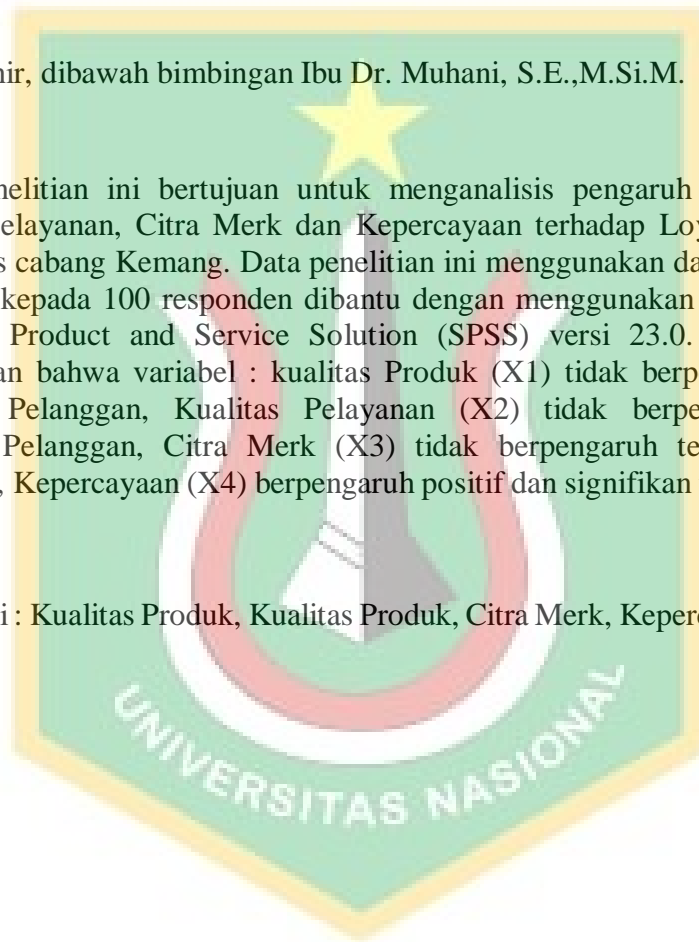 ir, dibawah bimbingan Ibu Dr. Muhani, S.E.,M.Si.M.
nelitian ini bertujuan untuk menganalisis pengaruh
elayanan, Citra Merk dan Kepercayaan terhadap Loy
s cabang Kemang. Data penelitian ini menggunakan da
kepada 100 responden dibantu dengan menggunakan
Product and Service Solution (SPSS) versi 23.0.
an bahwa variabel : kualitas Produk (X1) tidak berp
Pelanggan, Kualitas Pelayanan (X2) tidak berpe
Pelanggan, Citra Merk (X3) tidak berpengaruh te
, Kepercayaan (X4) berpengaruh positif dan signifikan
i : Kualitas Produk, Kualitas Produk, Citra Merk, Keperc
UNIVERSITAS NASIONAL